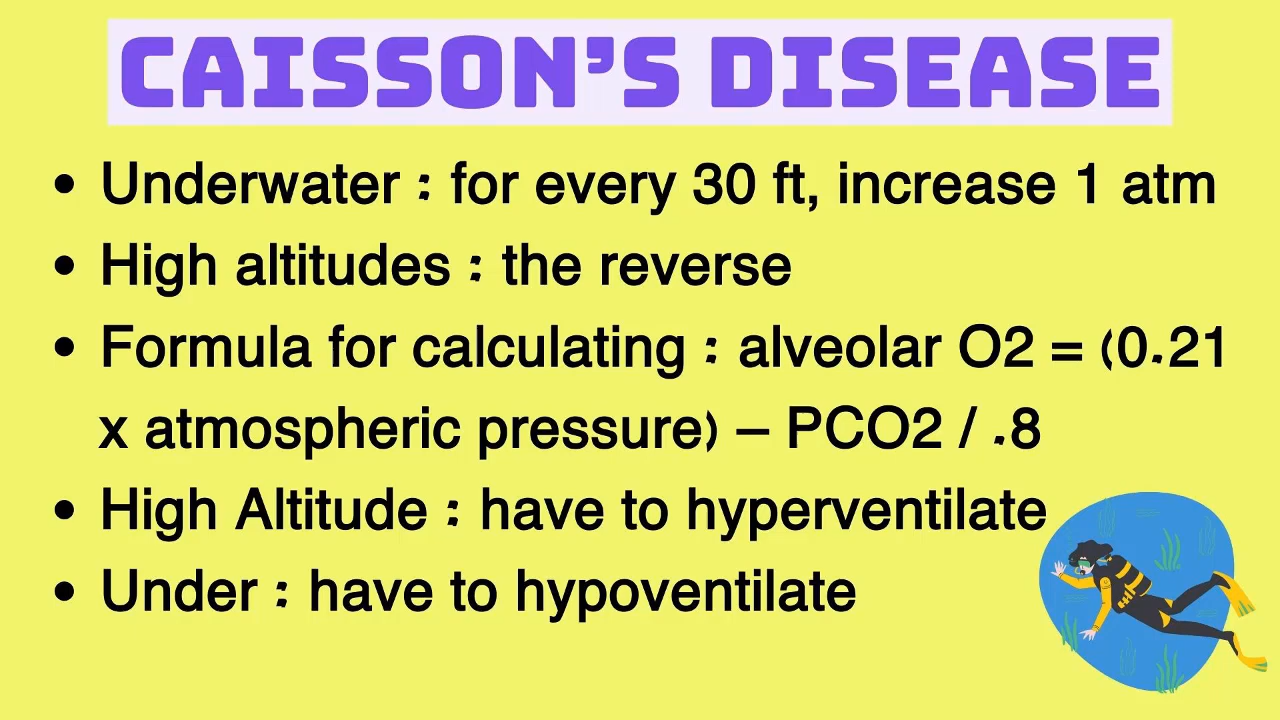 CAISSON'S DISEASE
• Underwater : for every 30 ft, increase 1 atm
• High altitudes : the reverse
• Formula for calculating : alveolar O2 = (0.21
x atmospheric pressure) – PCO2 / .8
• High Altitude : have to hyperventilate
• Under : have to hypoventilate